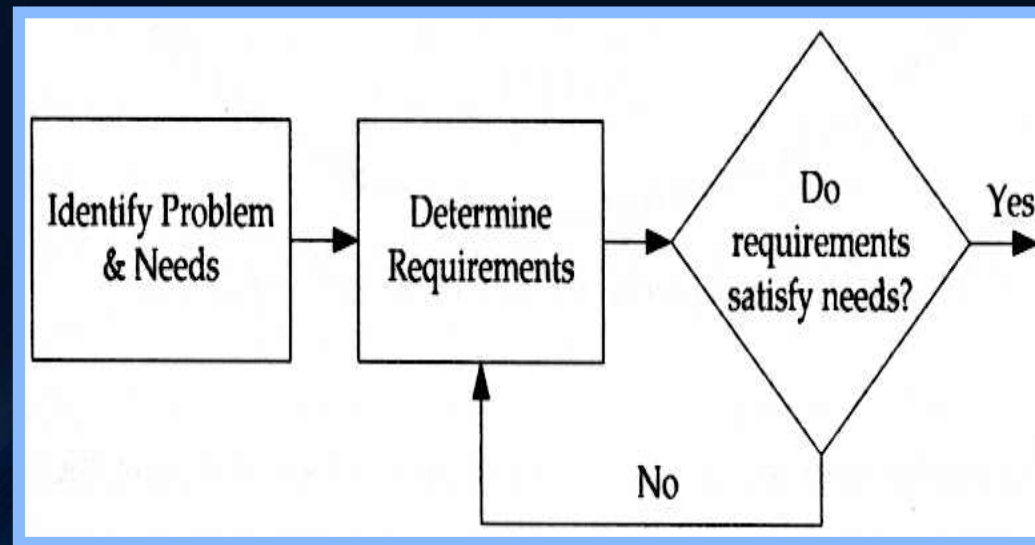 Identify Problem
& Needs
Determine
Requirements
Do
requirements
satisfy needs?
Yes
No